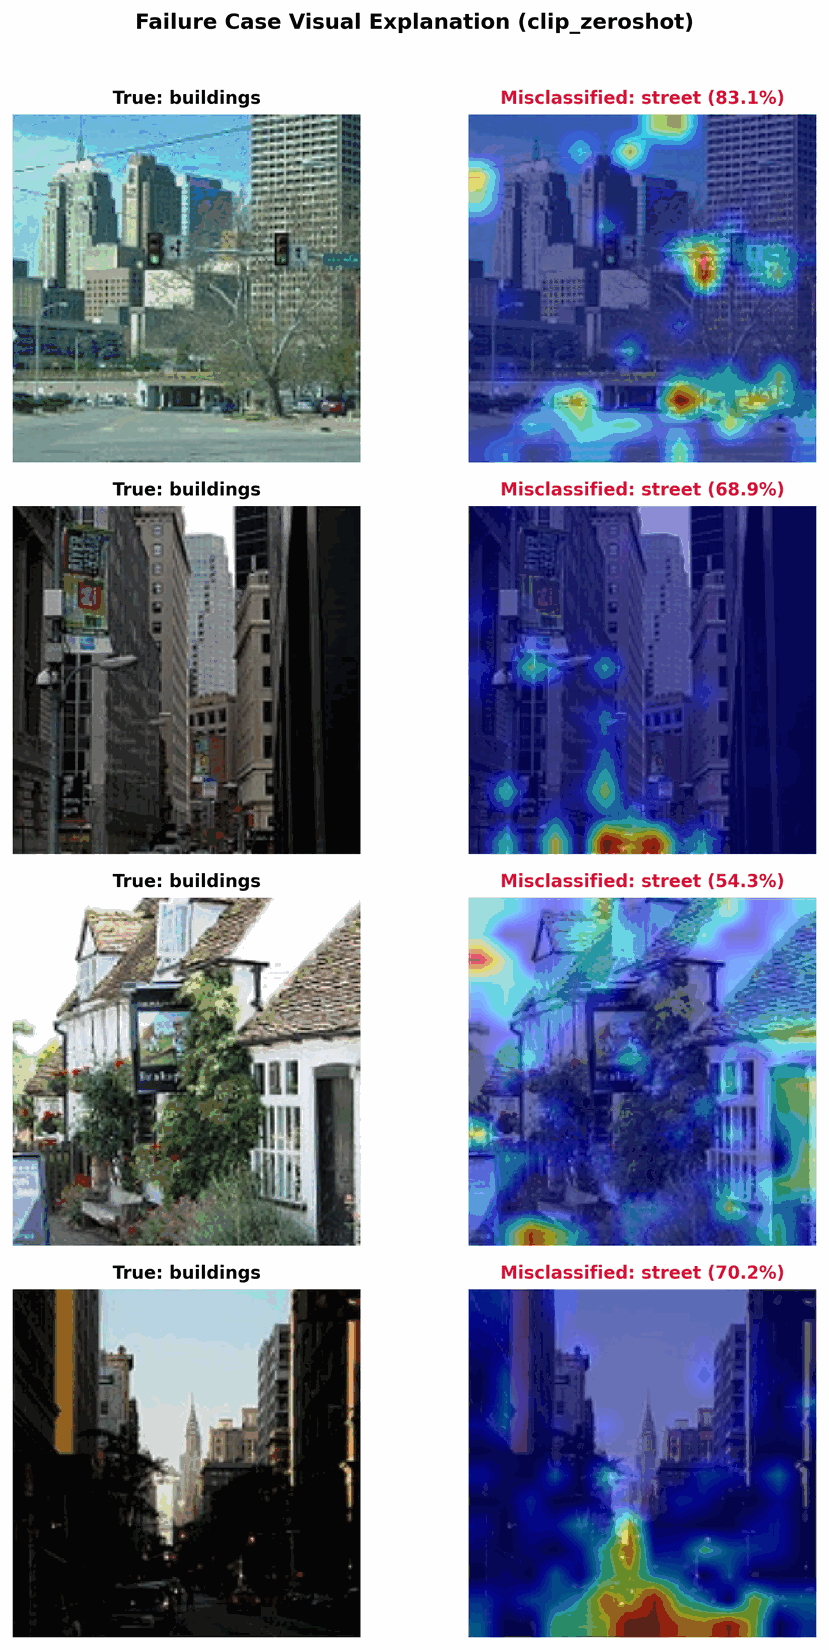 Failure Case Visual Explanation (clip_zeroshot)
True: buildings
Misclassified: street (83.1%)
True: buildings
Misclassified: street (68.9%)
True: buildings
Misclassified: street (54.3%)
True: buildings
Misclassified: street (70.2%)